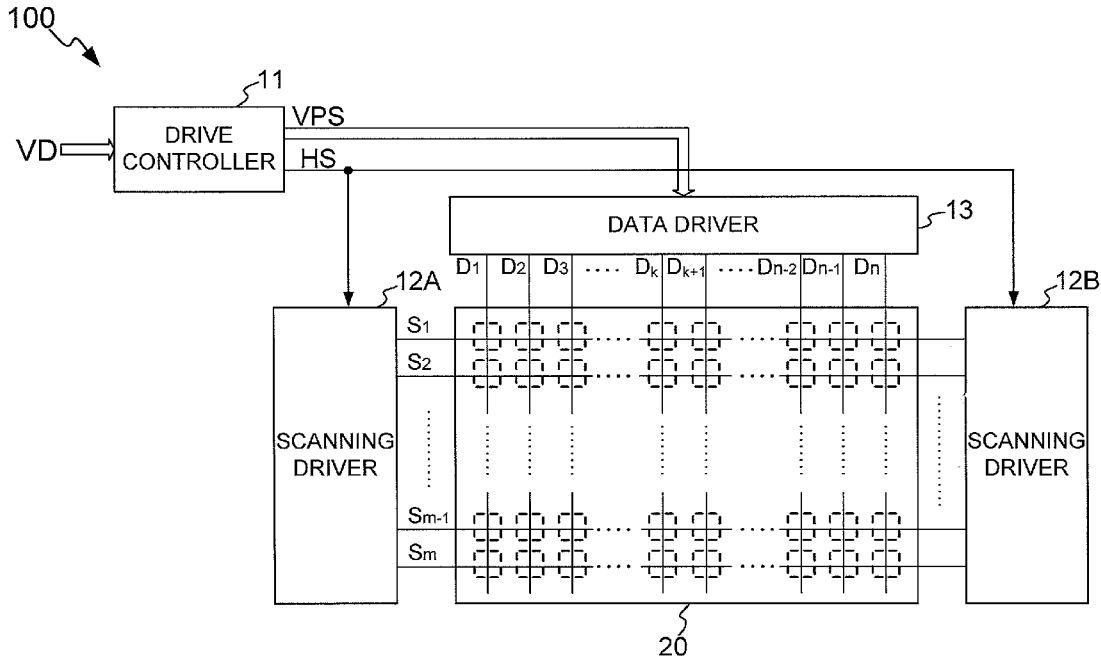 100
11
VPS
DRIVE
CONTROLLER
VD
HS
13
DATA DRIVER
D1 D2 D3 ..... Dk Dk+1 ..... Dn-2 Dn-1 Dn
12A
12B
S1
S2
SCANNING
DRIVER
SCANNING
DRIVER
Sm-1
Sm
20